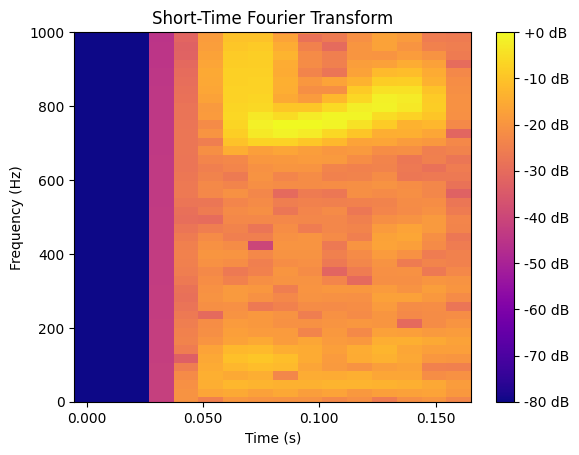 Short-Time Fourier Transform
Frequency (Hz)
1000
800
600
400
200
0
0.000
0.050
0.100
0.150
Time (s)
+0 dB
-10 dB
-20 dB
-30 dB
-40 dB
-50 dB
-60 dB
-70 dB
-80 dB